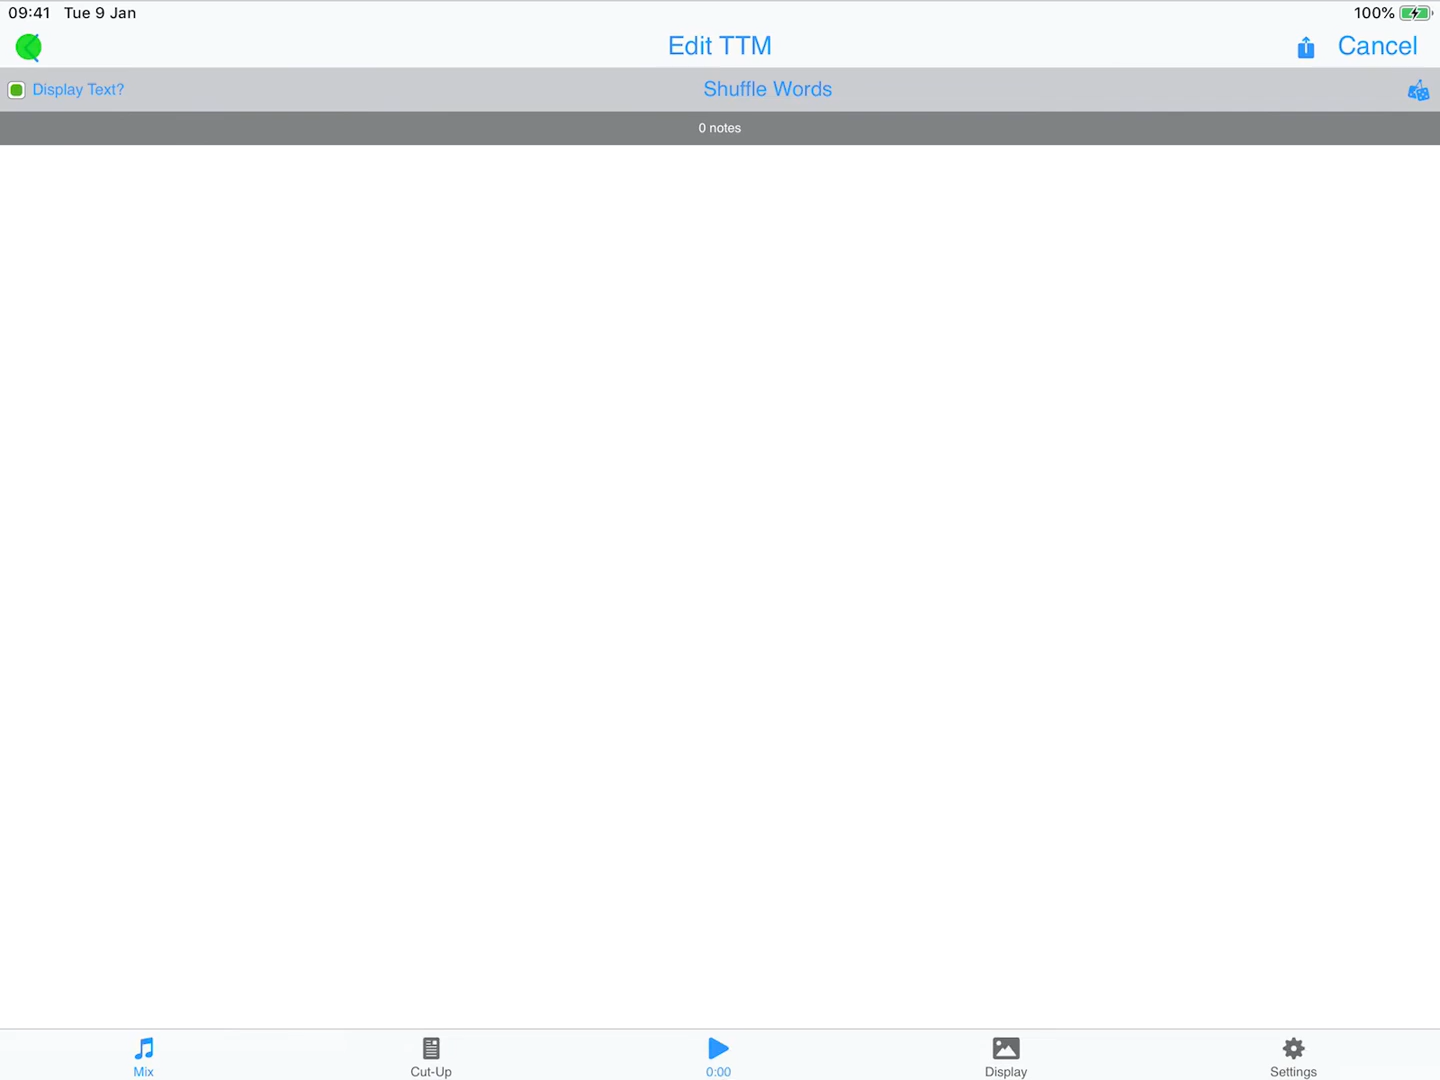 09:41 Tue 9 Jan 100%
Edit TTM Cancel
Display Text? Shuffle Words
0 notes
Mix Cut-Up 0:00 Display Settings